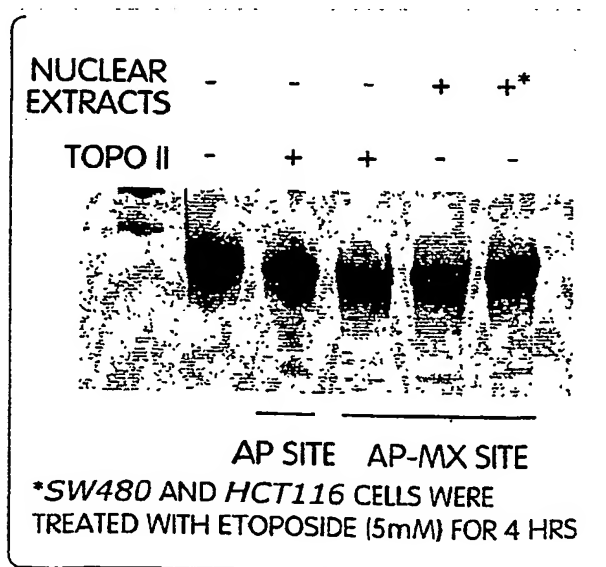 NUCLEAR
EXTRACTS - - - + +*
TOPO II - + + - -
AP SITE AP-MX SITE
*SW480 AND HCT116 CELLS WERE
TREATED WITH ETOPOSIDE (5mM) FOR 4 HRS